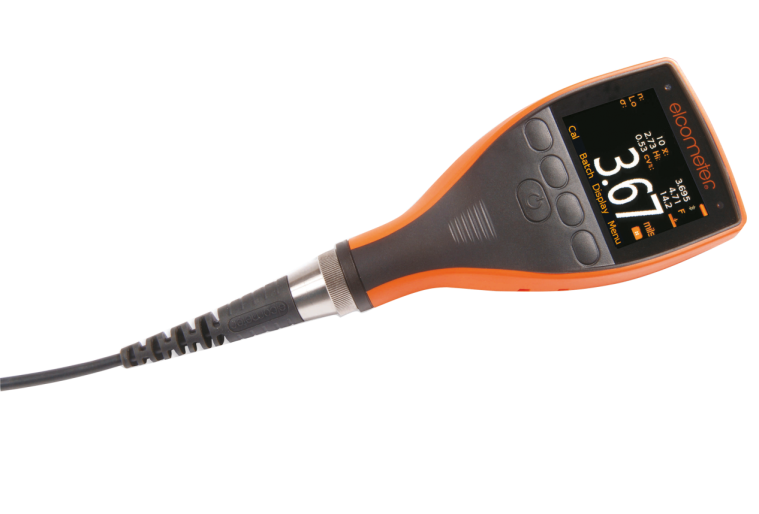 elcometer
n: 10 x̄: 3.695
Lo 2.73 Hi: 4.71
σ: 0.53 cv%: 14.2
F
mils
3.67
Cal Batch Display Menu